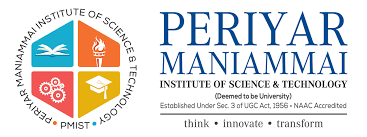 PERIYAR MANIAMMAI INSTITUTE OF SCIENCE & TECHNOLOGY
• PMIST •
PERIYAR
MANIAMMAI
INSTITUTE OF SCIENCE & TECHNOLOGY
(Deemed to be University)
Established Under Sec. 3 of UGC Act, 1956 • NAAC Accredited
think • innovate • transform